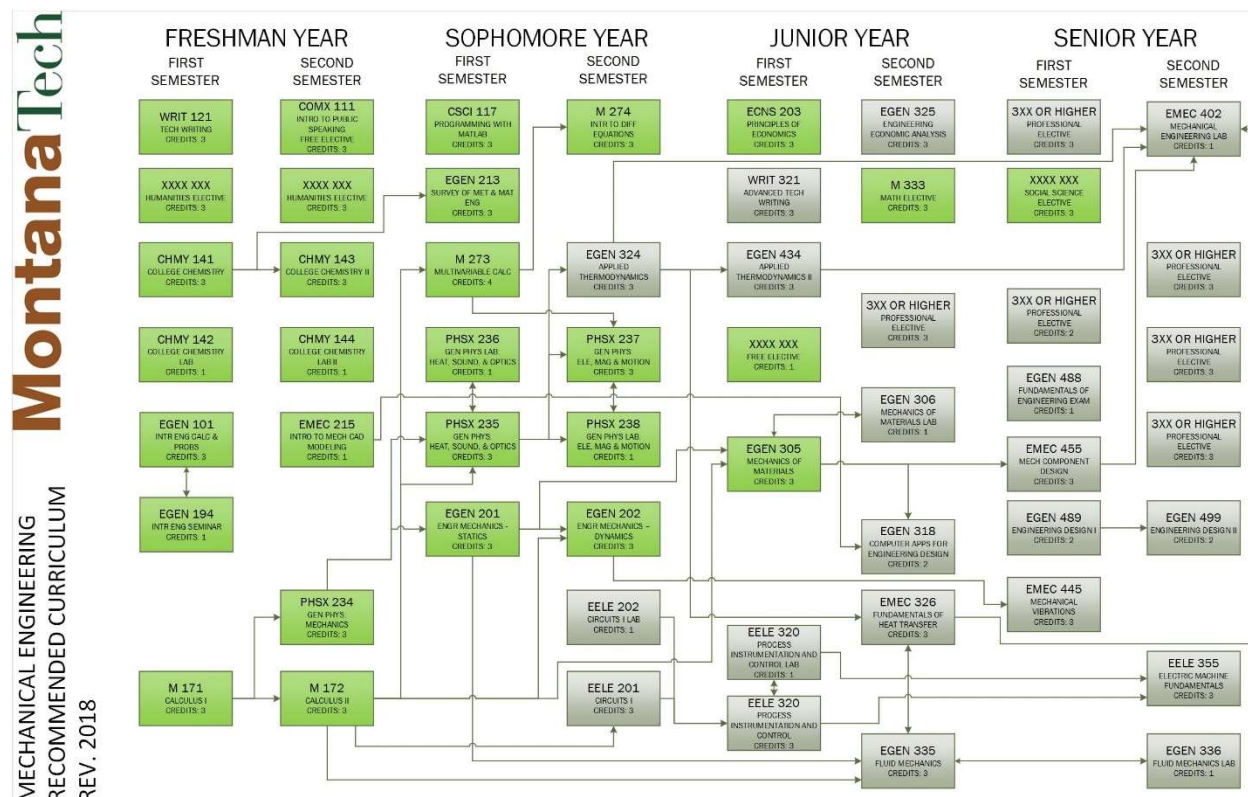 MontanaTech
MECHANICAL ENGINEERING
RECOMMENDED CURRICULUM
REV. 2018
FRESHMAN YEAR
FIRST
SEMESTER
WRIT 121
TECH WRITING
CREDITS: 3
XXXX XXX
HUMANITIES ELECTIVE
CREDITS: 3
CHMY 141
COLLEGE CHEMISTRY
CREDITS: 3
CHMY 142
COLLEGE CHEMISTRY
LAB
CREDITS: 1
EGEN 101
INTR ENG CALC &
PROBS
CREDITS: 3
EGEN 194
INTR ENG SEMINAR
CREDITS: 1
M 171
CALCULUS I
CREDITS: 3
SECOND
SEMESTER
COMX 111
INTRO TO PUBLIC
SPEAKING
FREE ELECTIVE
CREDITS: 3
XXXX XXX
HUMANITIES ELECTIVE
CREDITS: 3
CHMY 143
COLLEGE CHEMISTRY II
CREDITS: 3
CHMY 144
COLLEGE CHEMISTRY
LAB II
CREDITS: 1
EMEC 215
INTRO TO MECH CAD
MODELING
CREDITS: 1
PHSX 234
GEN PHYS:
MECHANICS
CREDITS: 3
M 172
CALCULUS II
CREDITS: 3
SOPHOMORE YEAR
FIRST
SEMESTER
CSCI 117
PROGRAMMING WITH
MATLAB
CREDITS: 3
EGEN 213
SURVEY OF MET & MAT
ENG
CREDITS: 3
M 273
MULTIVARIABLE CALC
CREDITS: 4
PHSX 236
GEN PHYS LAB:
HEAT, SOUND, & OPTICS
CREDITS: 1
PHSX 235
GEN PHYS:
HEAT, SOUND, & OPTICS
CREDITS: 3
EGEN 201
ENGR MECHANICS -
STATICS
CREDITS: 3
SECOND
SEMESTER
M 274
INTR TO DIFF
EQUATIONS
CREDITS: 3
EGEN 324
APPLIED
THERMODYNAMICS
CREDITS: 3
PHSX 237
GEN PHYS:
ELE, MAG & MOTION
CREDITS: 3
PHSX 238
GEN PHYS LAB:
ELE, MAG & MOTION
CREDITS: 1
EGEN 202
ENGR MECHANICS –
DYNAMICS
CREDITS: 3
EELE 202
CIRCUITS I LAB
CREDITS: 1
EELE 201
CIRCUITS I
CREDITS: 3
JUNIOR YEAR
FIRST
SEMESTER
ECNS 203
PRINCIPLES OF
ECONOMICS
CREDITS: 3
WRIT 321
ADVANCED TECH
WRITING
CREDITS: 3
EGEN 434
APPLIED
THERMODYNAMICS II
CREDITS: 3
XXXX XXX
FREE ELECTIVE
CREDITS: 1
EGEN 305
MECHANICS OF
MATERIALS
CREDITS: 3
EELE 320
PROCESS
INSTRUMENTATION AND
CONTROL LAB
CREDITS: 1
EELE 320
PROCESS
INSTRUMENTATION AND
CONTROL
CREDITS: 3
SECOND
SEMESTER
EGEN 325
ENGINEERING
ECONOMIC ANALYSIS
CREDITS: 3
M 333
MATH ELECTIVE
CREDITS: 3
3XX OR HIGHER
PROFESSIONAL
ELECTIVE
CREDITS: 3
EGEN 306
MECHANICS OF
MATERIALS LAB
CREDITS: 1
EGEN 318
COMPUTER APPS FOR
ENGINEERING DESIGN
CREDITS: 2
EMEC 326
FUNDAMENTALS OF
HEAT TRANSFER
CREDITS: 3
EGEN 335
FLUID MECHANICS
CREDITS: 3
SENIOR YEAR
FIRST
SEMESTER
3XX OR HIGHER
PROFESSIONAL
ELECTIVE
CREDITS: 3
XXXX XXX
SOCIAL SCIENCE
ELECTIVE
CREDITS: 3
3XX OR HIGHER
PROFESSIONAL
ELECTIVE
CREDITS: 2
EGEN 488
FUNDAMENTALS OF
ENGINEERING EXAM
CREDITS: 1
EMEC 455
MECH COMPONENT
DESIGN
CREDITS: 3
EGEN 489
ENGINEERING DESIGN I
CREDITS: 2
EMEC 445
MECHANICAL
VIBRATIONS
CREDITS: 3
SECOND
SEMESTER
EMEC 402
MECHANICAL
ENGINEERING LAB
CREDITS: 1
3XX OR HIGHER
PROFESSIONAL
ELECTIVE
CREDITS: 3
3XX OR HIGHER
PROFESSIONAL
ELECTIVE
CREDITS: 3
3XX OR HIGHER
PROFESSIONAL
ELECTIVE
CREDITS: 3
EGEN 499
ENGINEERING DESIGN II
CREDITS: 2
EELE 355
ELECTRIC MACHINE
FUNDAMENTALS
CREDITS: 3
EGEN 336
FLUID MECHANICS LAB
CREDITS: 1